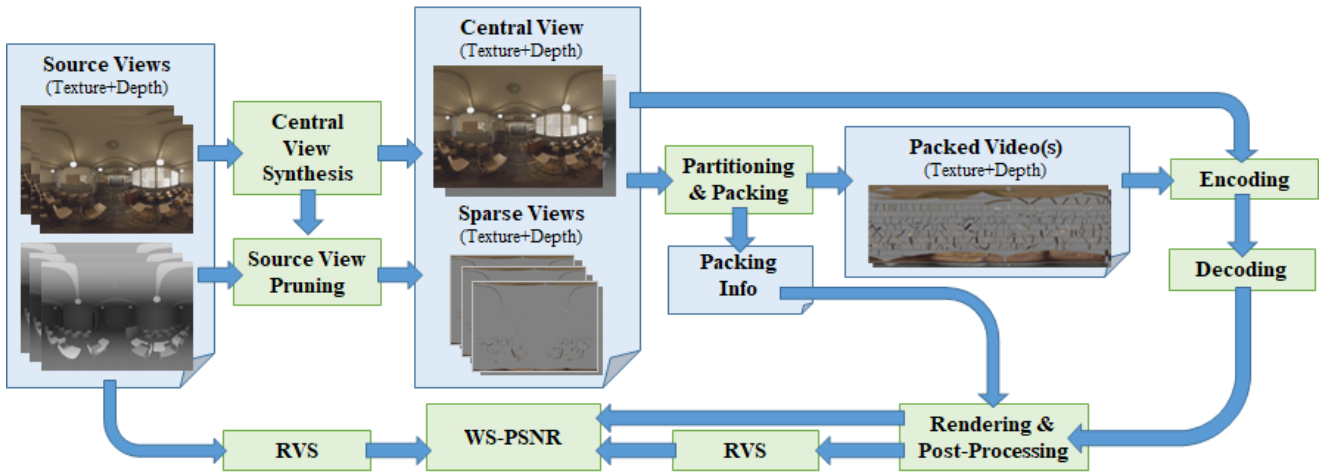 Source Views
(Texture+Depth)
Central
View
Synthesis
Source View
Pruning
Central View
(Texture+Depth)
Sparse Views
(Texture+Depth)
Partitioning
& Packing
Packing
Info
Packed Video(s)
(Texture+Depth)
Encoding
Decoding
RVS
WS-PSNR
RVS
Rendering &
Post-Processing